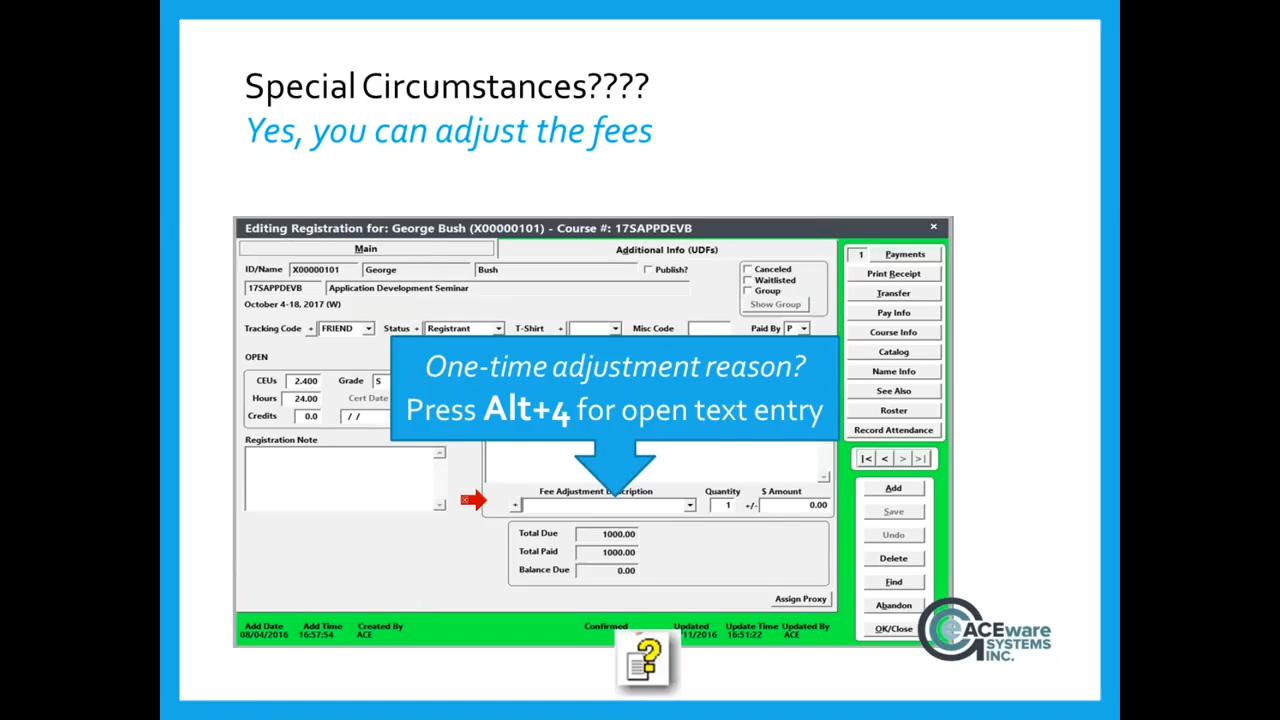 Special Circumstances????
Yes, you can adjust the fees
Editing Registration for: George Bush (X00000101) - Course #: 17SAPPDEVB ×
Main Additional Info (UDFs)
ID/Name X00000101 George Bush Publish?
17SAPPDEVB Application Development Seminar
October 4-18, 2017 (W)
Canceled
Waitlisted
Group
Show Group
Tracking Code + FRIEND Status + Registrant T-Shirt + Misc Code Paid By P
OPEN
CEUs 2.400 Grade S
Hours 24.00 Cert Date
Credits 0.0 / /
One-time adjustment reason?
Press Alt+4 for open text entry
Registration Note
Fee Adjustment Quantity $ Amount
+ 1 +/- 0.00
Total Due 1000.00
Total Paid 1000.00
Balance Due 0.00
Assign Proxy
1 Payments
Print Receipt
Transfer
Pay Info
Course Info
Catalog
Name Info
See Also
Roster
Record Attendance
|< < > >|
Add
Save
Undo
Delete
Find
Abandon
OK/Close
Add Date Add Time Created By Confirmed Updated Update Time Updated By
08/04/2016 16:57:54 ACE /11/2016 16:51:22 ACE
ACEWARE
SYSTEMS
INC.